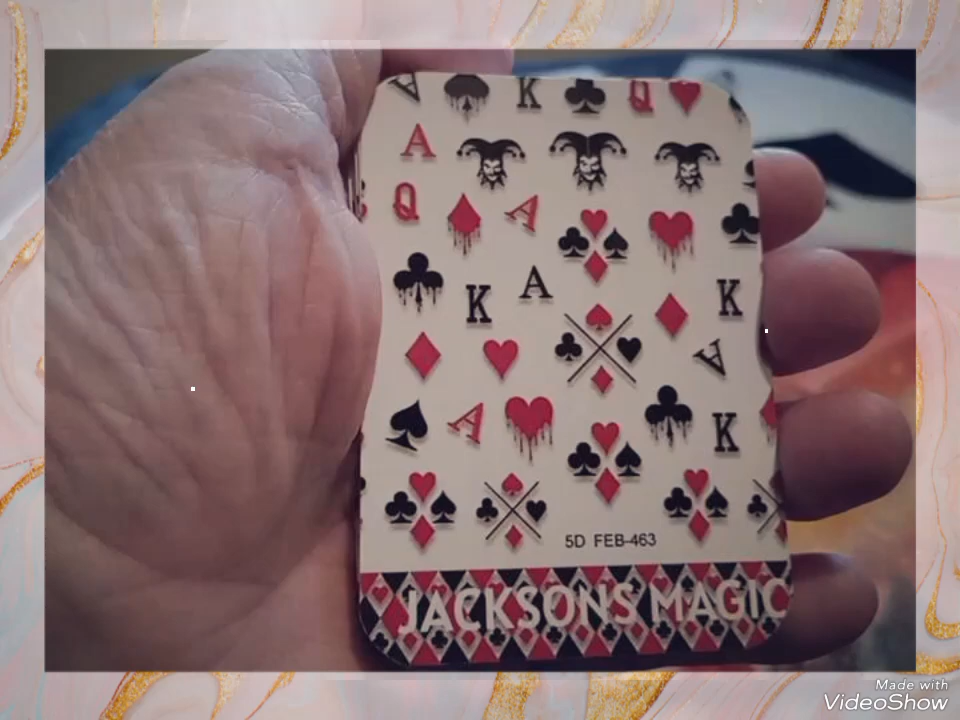 A K Q
A
Q A
K A K
A
A K
5D FEB-463
JACKSONS MAGIC
Made with
VideoShow